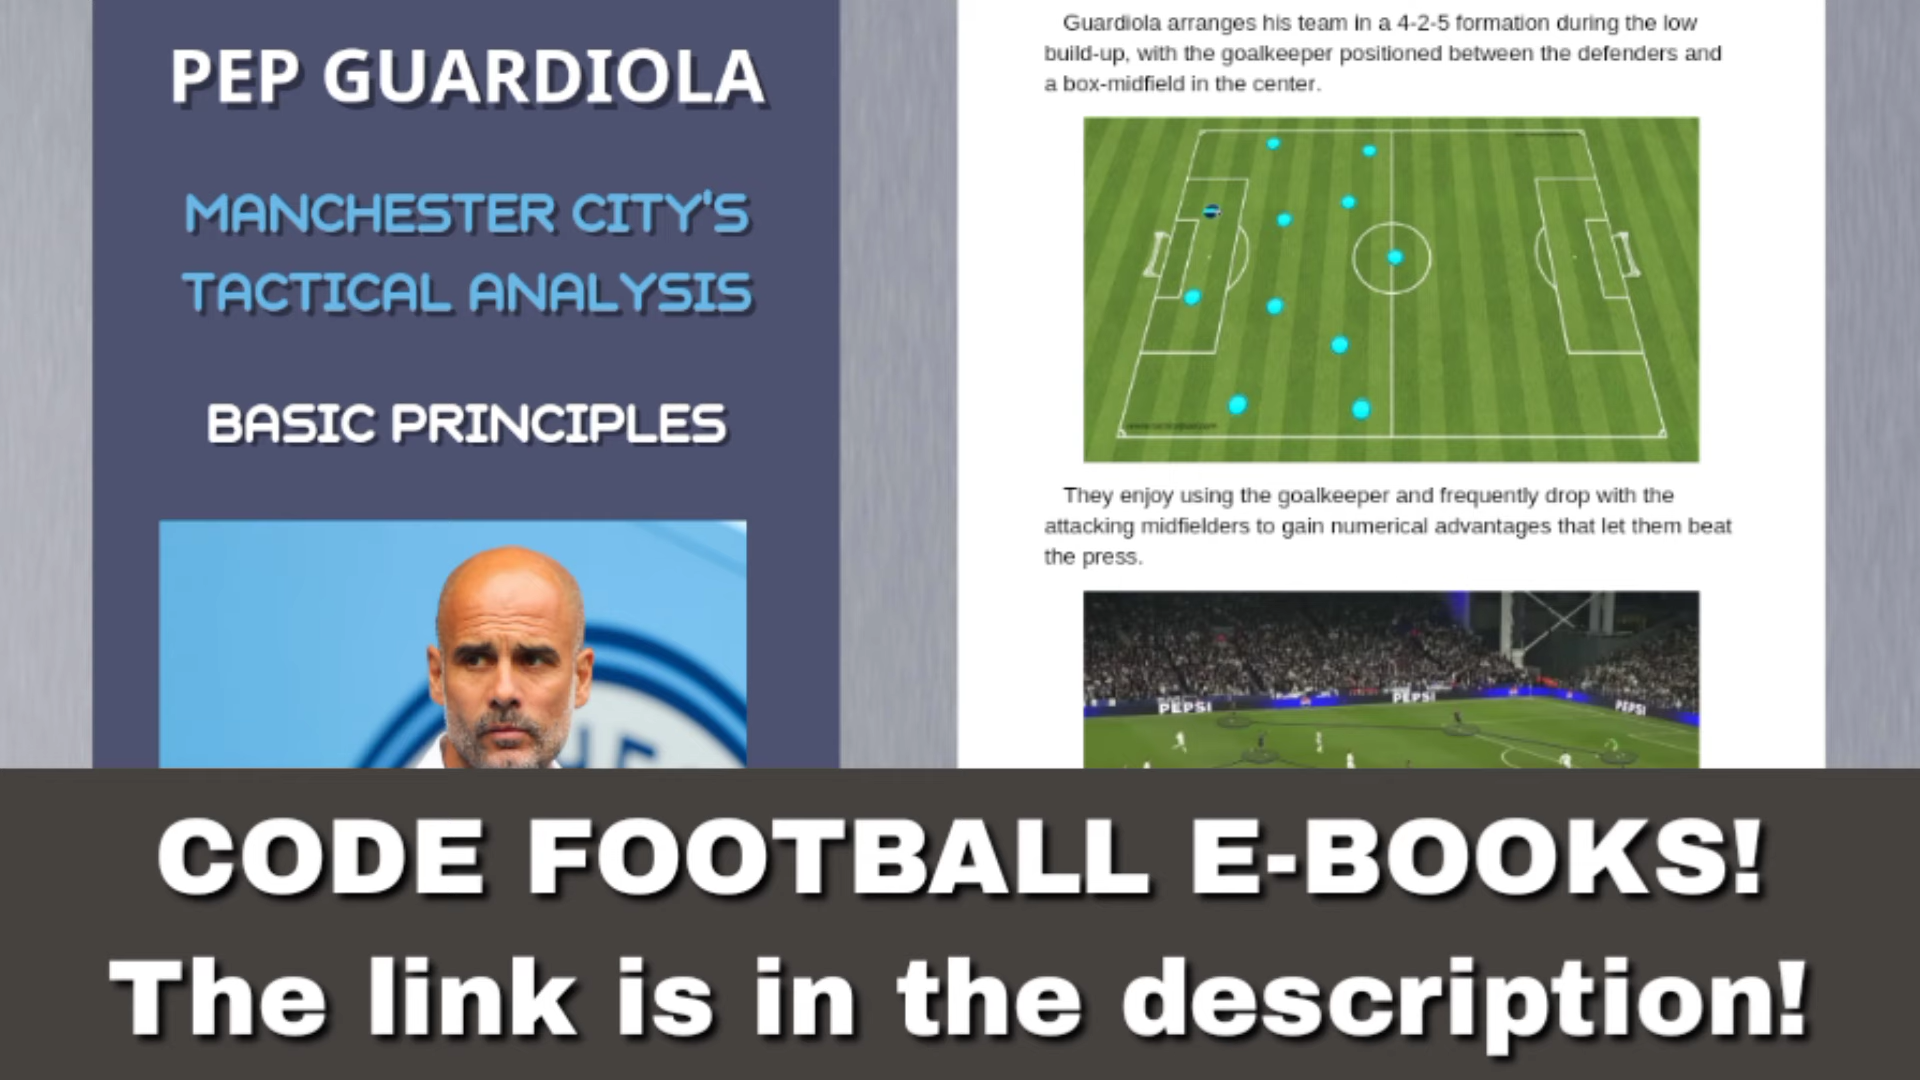 PEP GUARDIOLA
MANCHESTER CITY'S
TACTICAL ANALYSIS
BASIC PRINCIPLES
Guardiola arranges his team in a 4-2-5 formation during the low
build-up, with the goalkeeper positioned between the defenders and
a box-midfield in the center.
They enjoy using the goalkeeper and frequently drop with the
attacking midfielders to gain numerical advantages that let them beat
the press.
PEPSI PEPSI PEPSI
CODE FOOTBALL E-BOOKS!
The link is in the description!